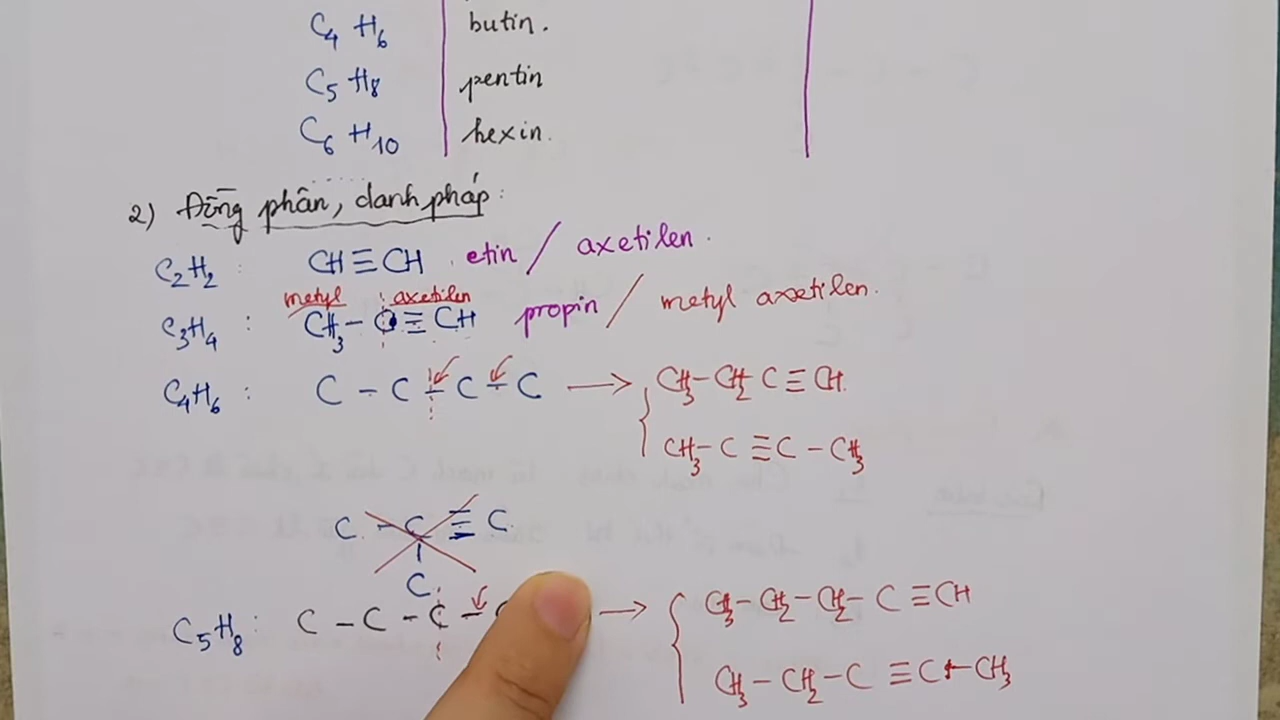 C₄H₆ butin.
C₅H₈ pentin
C₆H₁₀ hexin.
2) Đồng phân, danh pháp:
C₂H₂ : CH≡CH . etin / axetilen.
metyl axetilen
C₃H₄ : CH₃-C≡CH propin / metyl axetilen.
C₄H₆ : C - C - C - C → CH₃-CH₂ C≡CH.
CH₃-C≡C-CH₃
C - C ≡ C
C
C₅H₈ : C - C - C - → CH₃-CH₂-CH₂-C≡CH
CH₃-CH₂-C≡C-CH₃